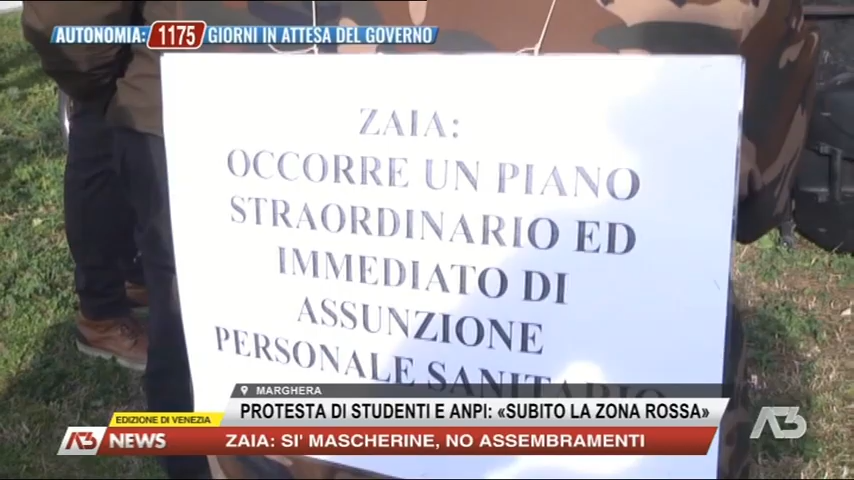 AUTONOMIA: 1175 GIORNI IN ATTESA DEL GOVERNO
ZAIA:
OCCORRE UN PIANO
STRAORDINARIO ED
IMMEDIATO DI
ASSUNZIONE
PERSONALE SANITARIO
MARGHERA
PROTESTA DI STUDENTI E ANPI: «SUBITO LA ZONA ROSSA»
EDIZIONE DI VENEZIA
A3 NEWS
ZAIA: SI' MASCHERINE, NO ASSEMBRAMENTI
A3